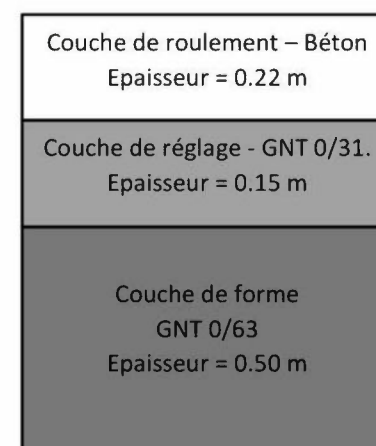 Couche de roulement – Béton
Epaisseur = 0.22 m
Couche de réglage - GNT 0/31.
Epaisseur = 0.15 m
Couche de forme
GNT 0/63
Epaisseur = 0.50 m